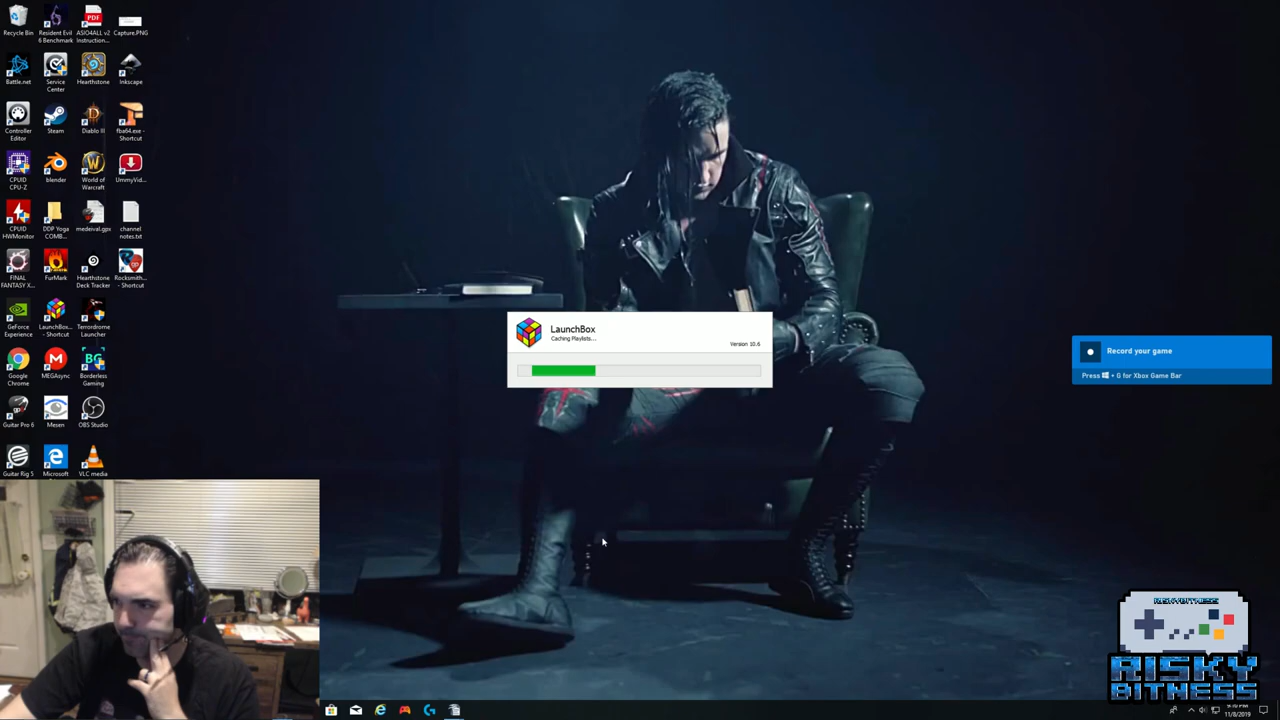 Recycle Bin
Resident Evil
6 Benchmark
PDF
ASIO4ALL v2
Instruction...
Capture.PNG
Battle.net
Service
Center
Hearthstone
Inkscape
Controller
Editor
Steam
Diablo III
fba64.exe -
Shortcut
CPUID
CPU-Z
blender
World of
Warcraft
UmmyVid...
CPUID
HWMonitor
DDP Yoga
COMB...
medeival.gpx
channel
notes.txt
FINAL
FANTASY X...
FurMark
Hearthstone
Deck Tracker
Rocksmith...
- Shortcut
GeForce
Experience
LaunchBox...
- Shortcut
Terrordrome
Launcher
Google
Chrome
MEGAsync
BG
Borderless
Gaming
Guitar Pro 6
Mesen
OBS Studio
Guitar Rig 5
Microsoft
VLC media
LaunchBox
Caching Playlists...
Version 10.6
Record your game
Press + G for Xbox Game Bar
RISKYBITNESS
RISKY
BITNESS
11/8/2019